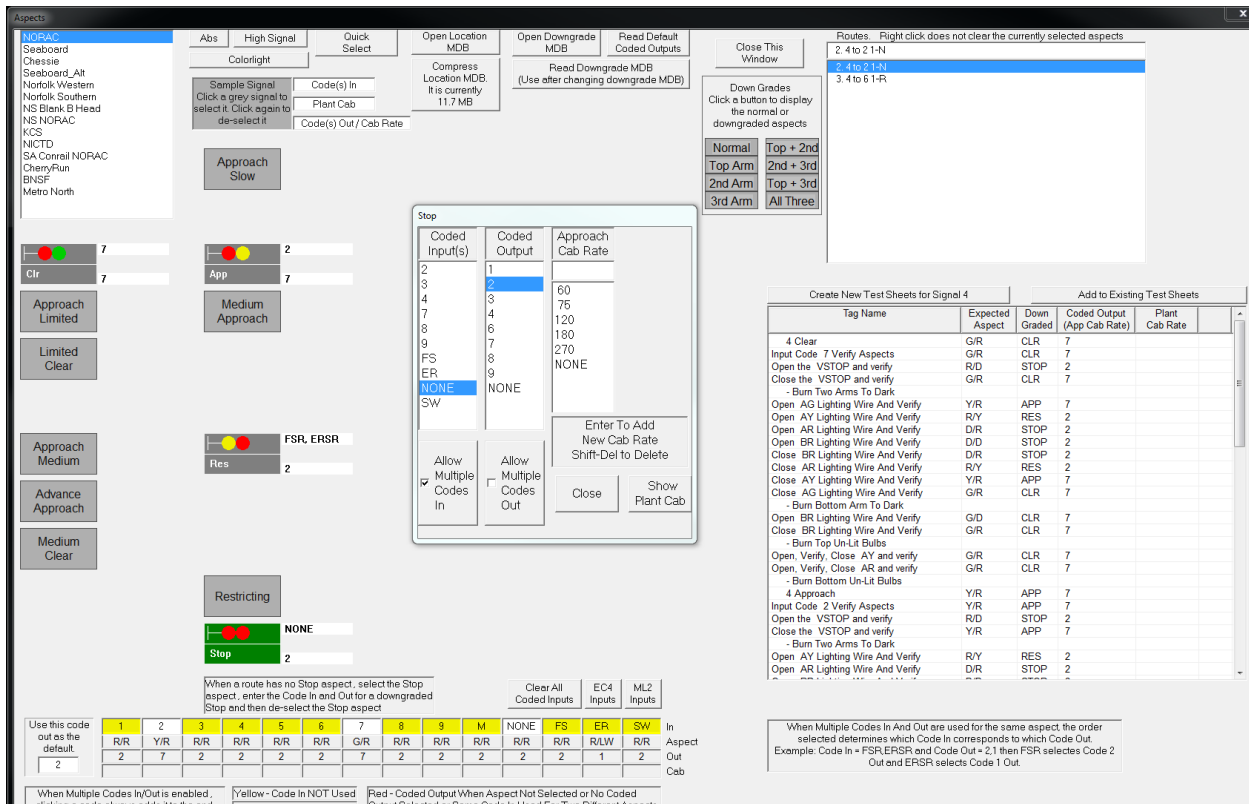 Aspects
x
NORAC
Seaboard
Chessie
Seaboard_Alt
Norfolk Western
Norfolk Southern
NS Blank B Head
NS NORAC
KCS
NICTD
SA Conrail NORAC
CherryRun
BNSF
Metro North
Abs
High Signal
Quick
Select
Colorlight
Sample Signal
Click a grey signal to
select it. Click again to
de-select it
Code(s) In
Plant Cab
Code(s) Out / Cab Rate
Open Location
MDB
Compress
Location MDB.
It is currently
11.7 MB
Open Downgrade
MDB
Read Default
Coded Outputs
Read Downgrade MDB
(Use after changing downgrade MDB)
Close This
Window
Down Grades
Click a button to display
the normal or
downgraded aspects
Normal Top + 2nd
Top Arm 2nd + 3rd
2nd Arm Top + 3rd
3rd Arm All Three
Routes. Right click does not clear the currently selected aspects
2. 4 to 2 1-N
2. 4 to 2 1-N
3. 4 to 6 1-R
Approach
Slow
7
Clr
7
2
App
7
Approach
Limited
Medium
Approach
Limited
Clear
Approach
Medium
FSR, ERSR
Res
2
Advance
Approach
Medium
Clear
Restricting
NONE
Stop
2
Stop
Coded
Input(s)
2
3
4
7
8
9
FS
ER
NONE
SW
Allow
Multiple
Codes
In
Coded
Output
1
2
3
4
6
7
8
9
NONE
Allow
Multiple
Codes
Out
Approach
Cab Rate
60
75
120
180
270
NONE
Enter To Add
New Cab Rate
Shift-Del to Delete
Close
Show
Plant Cab
Create New Test Sheets for Signal 4
Add to Existing Test Sheets
Tag Name Expected Aspect Down Graded Coded Output (App Cab Rate) Plant Cab Rate
4 Clear G/R CLR 7
Input Code 7 Verify Aspects G/R CLR 7
Open the VSTOP and verify R/D STOP 2
Close the VSTOP and verify G/R CLR 7
- Burn Two Arms To Dark
Open AG Lighting Wire And Verify Y/R APP 7
Open AY Lighting Wire And Verify R/Y RES 2
Open AR Lighting Wire And Verify D/R STOP 2
Open BR Lighting Wire And Verify D/D STOP 2
Close BR Lighting Wire And Verify D/R STOP 2
Close AR Lighting Wire And Verify R/Y RES 2
Close AY Lighting Wire And Verify Y/R APP 7
Close AG Lighting Wire And Verify G/R CLR 7
- Burn Bottom Arm To Dark
Open BR Lighting Wire And Verify G/D CLR 7
Close BR Lighting Wire And Verify G/R CLR 7
- Burn Top Un-Lit Bulbs
Open, Verify, Close AY and verify G/R CLR 7
Open, Verify, Close AR and verify G/R CLR 7
- Burn Bottom Un-Lit Bulbs
4 Approach Y/R APP 7
Input Code 2 Verify Aspects Y/R APP 7
Open the VSTOP and verify R/D STOP 2
Close the VSTOP and verify Y/R APP 7
- Burn Two Arms To Dark
Open AY Lighting Wire And Verify R/Y RES 2
Open AR Lighting Wire And Verify D/R STOP 2
When a route has no Stop aspect, select the Stop
aspect, enter the Code In and Out for a downgraded
Stop and then de-select the Stop aspect
Clear All
Coded Inputs
EC4
Inputs
ML2
Inputs
Use this code
out as the
default.
2
1 2 3 4 5 6 7 8 9 M NONE FS ER SW In
R/R Y/R R/R R/R R/R R/R G/R R/R R/R R/R R/R R/R R/LW R/R Aspect
2 7 2 2 2 2 7 2 2 2 2 2 1 2 Out
Cab
When Multiple Codes In And Out are used for the same aspect, the order
selected determines which Code In corresponds to which Code Out.
Example: Code In = FSR,ERSR and Code Out = 2,1 then FSR selectes Code 2
Out and ERSR selects Code 1 Out.
When Multiple Codes In/Out is enabled,
Yellow - Code In NOT Used
Red - Coded Output When Aspect Not Selected or No Coded